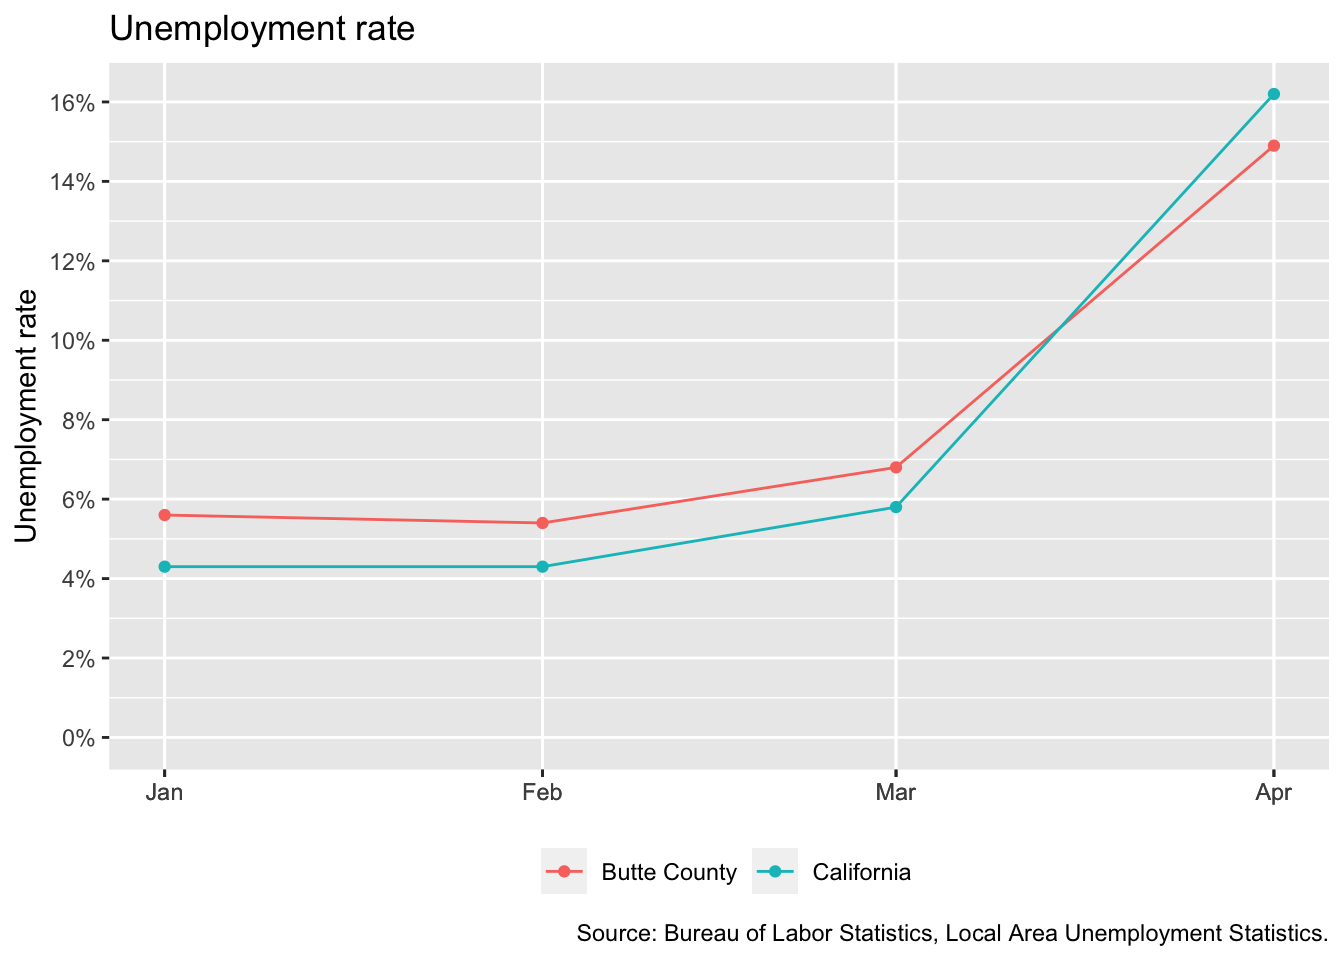 Unemployment rate
Unemployment rate
16%
14%
12%
10%
8%
6%
4%
2%
0%
Jan Feb Mar Apr
Butte County California
Source: Bureau of Labor Statistics, Local Area Unemployment Statistics.